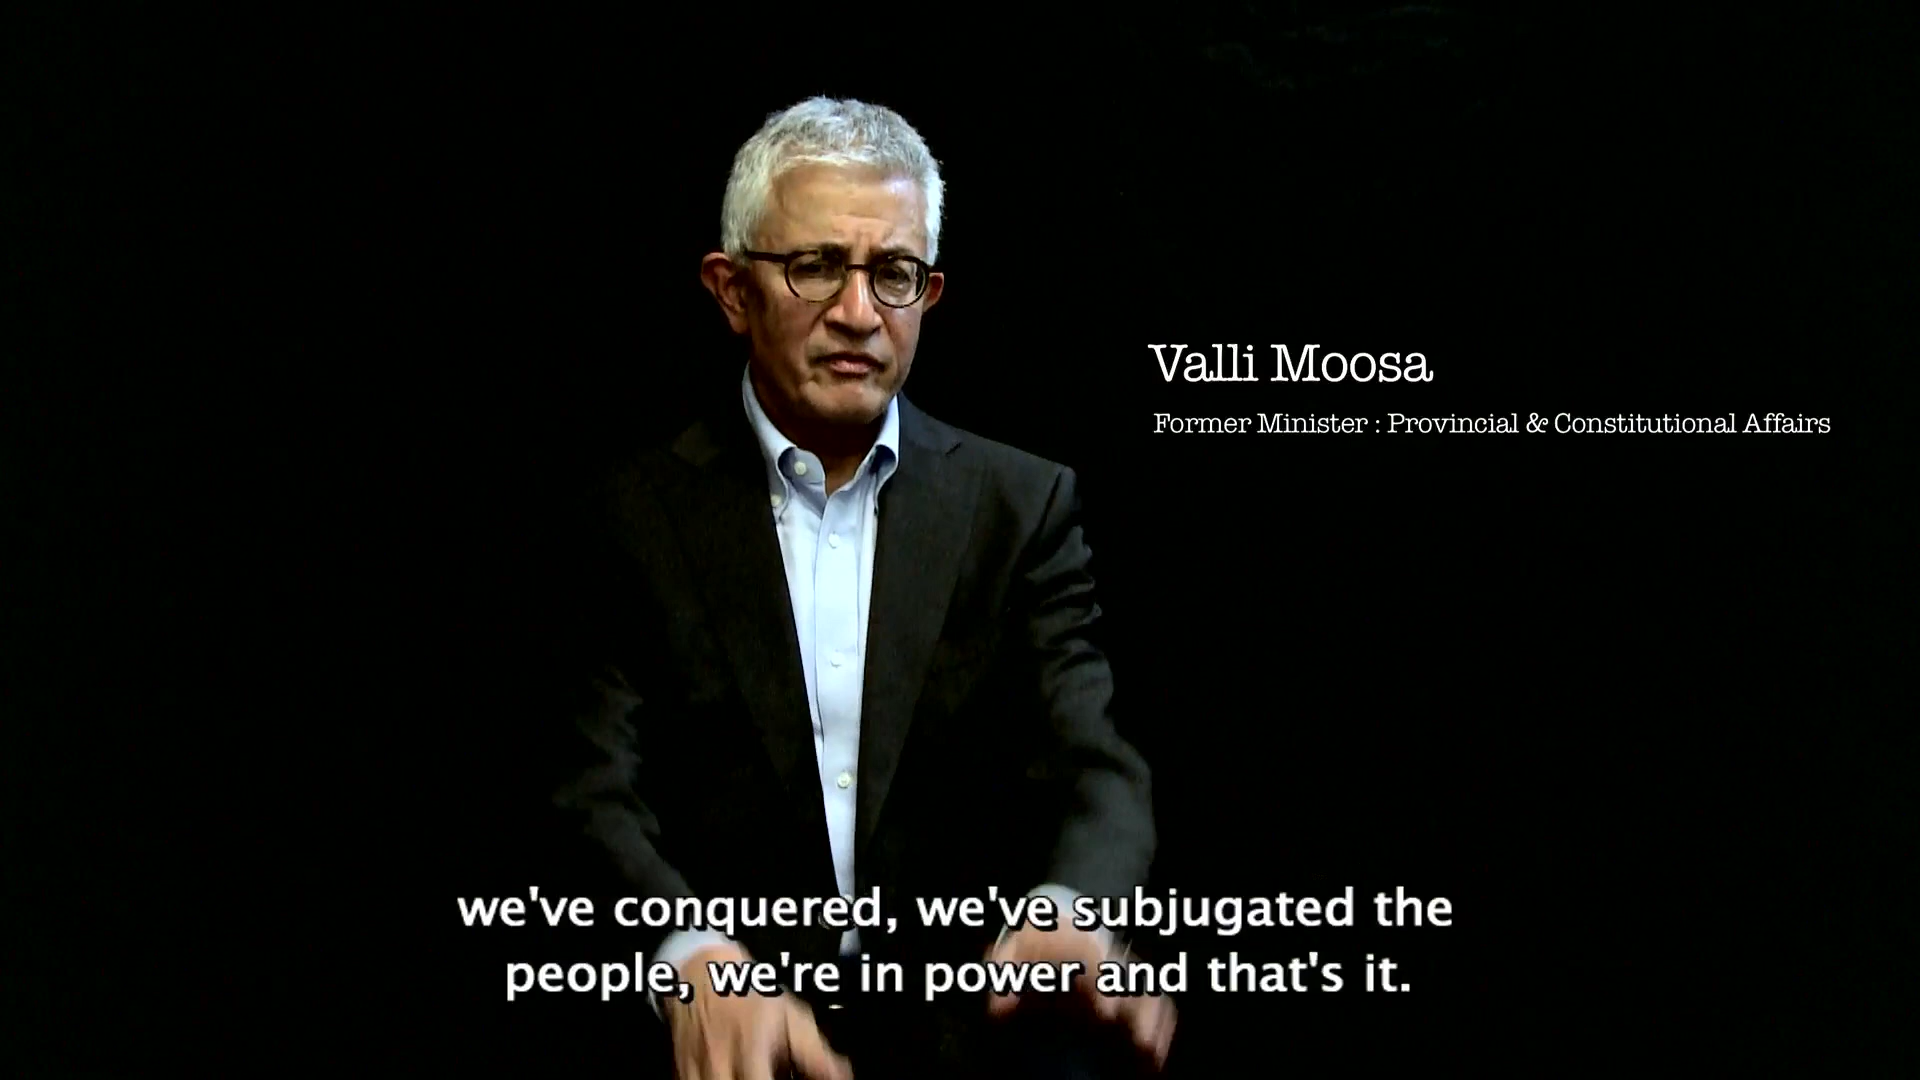 Valli Moosa
Former Minister : Provincial & Constitutional Affairs
we've conquered, we've subjugated the
people, we're in power and that's it.